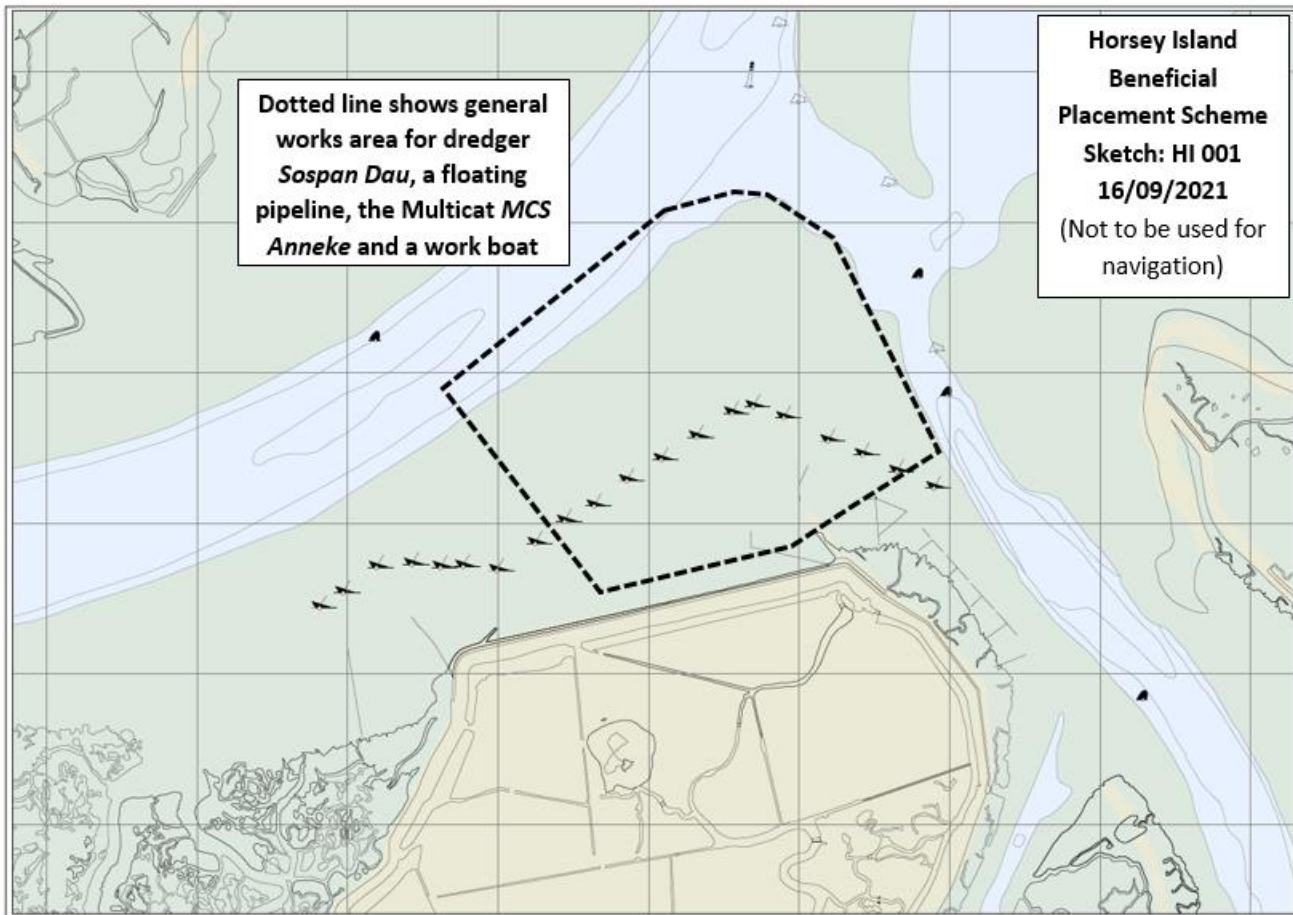 Dotted line shows general
works area for dredger
Sospan Dau, a floating
pipeline, the Multicat MCS
Anneke and a work boat
Horsey Island
Beneficial
Placement Scheme
Sketch: HI 001
16/09/2021
(Not to be used for
navigation)